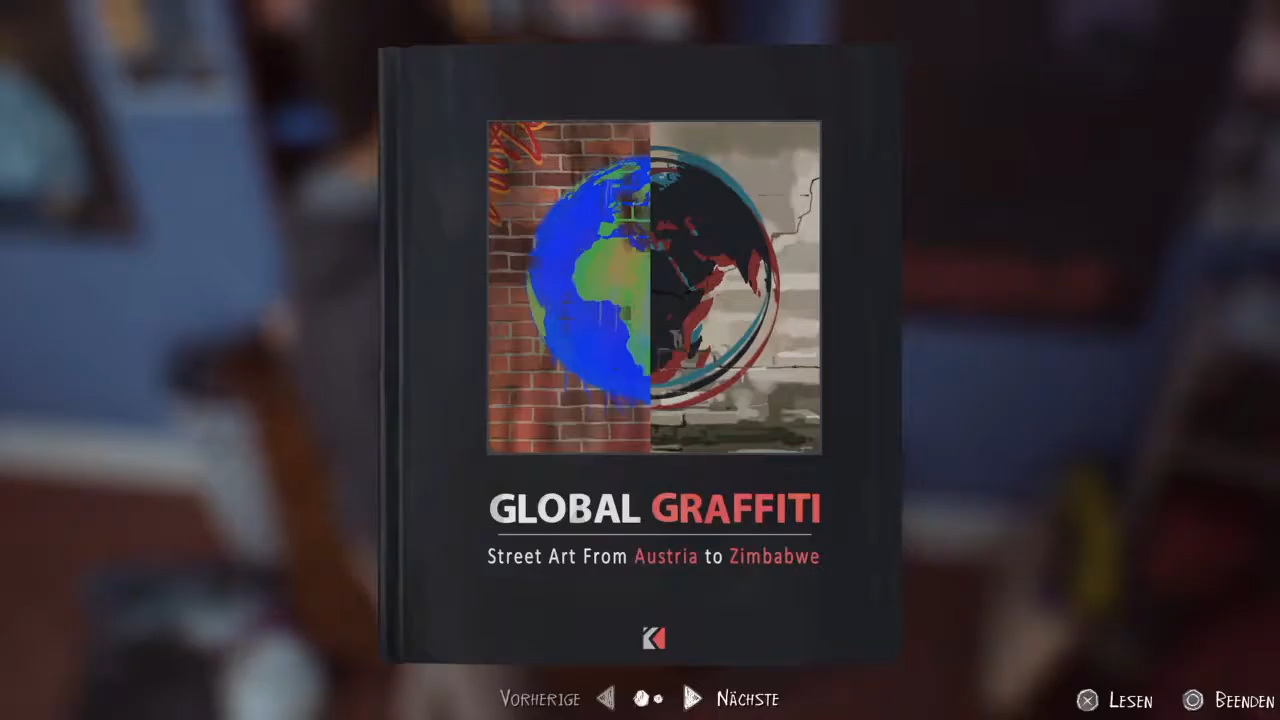 GLOBAL GRAFFITI
Street Art From Austria to Zimbabwe
VORHERIGE
NÄCHSTE
LESEN
BEENDEN